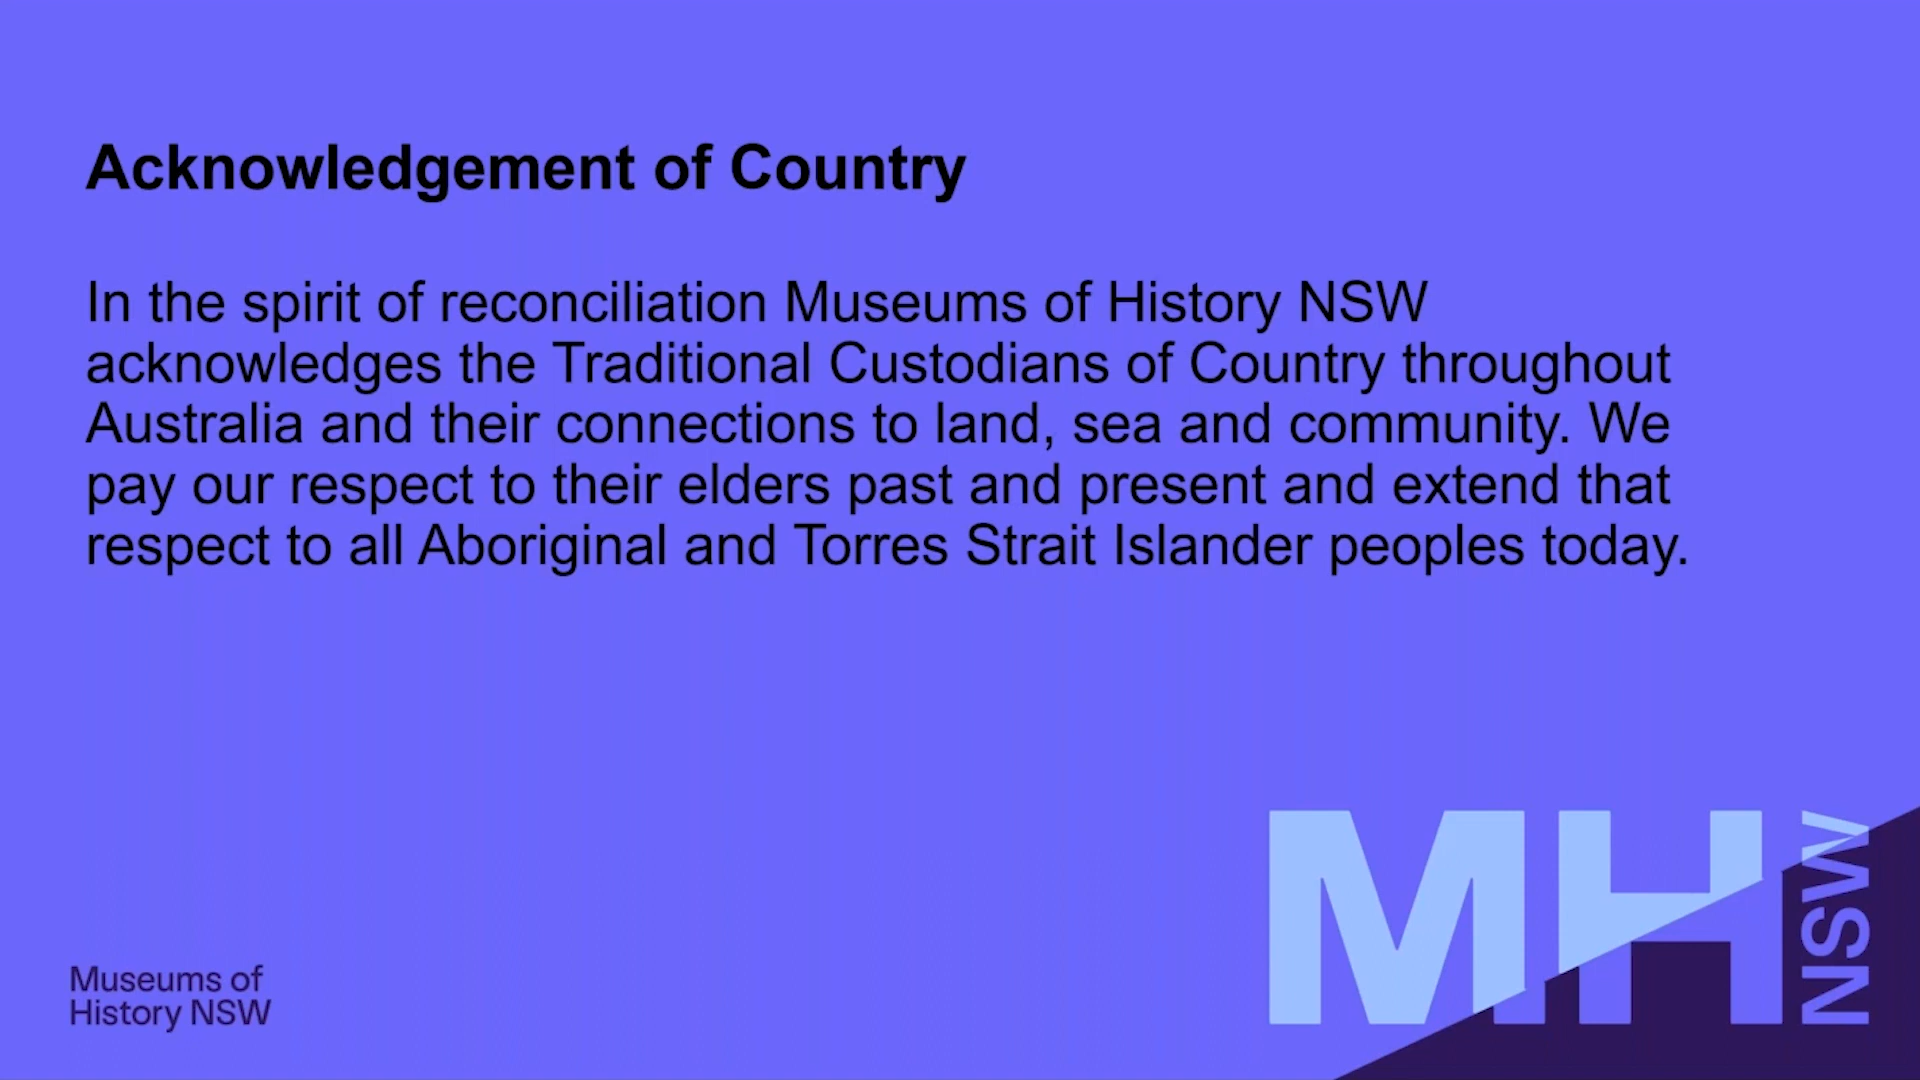 Acknowledgement of Country
In the spirit of reconciliation Museums of History NSW
acknowledges the Traditional Custodians of Country throughout
Australia and their connections to land, sea and community. We
pay our respect to their elders past and present and extend that
respect to all Aboriginal and Torres Strait Islander peoples today.
Museums of
History NSW
MH
NSW